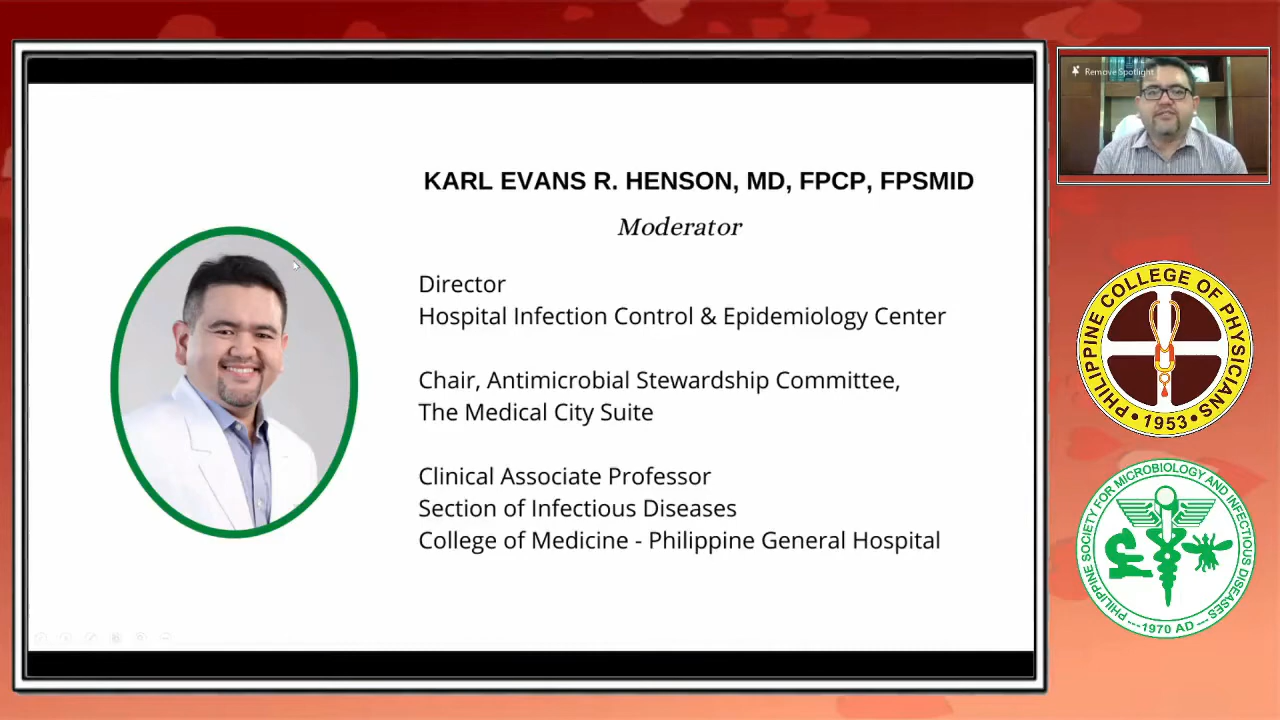 Remove Spotlight
KARL EVANS R. HENSON, MD, FPCP, FPSMID
Moderator
Director
Hospital Infection Control & Epidemiology Center
Chair, Antimicrobial Stewardship Committee,
The Medical City Suite
Clinical Associate Professor
Section of Infectious Diseases
College of Medicine - Philippine General Hospital
PHILIPPINE COLLEGE OF PHYSICIANS
• 1953 •
PHILIPPINE SOCIETY FOR MICROBIOLOGY AND INFECTIOUS DISEASES
---1970 AD---